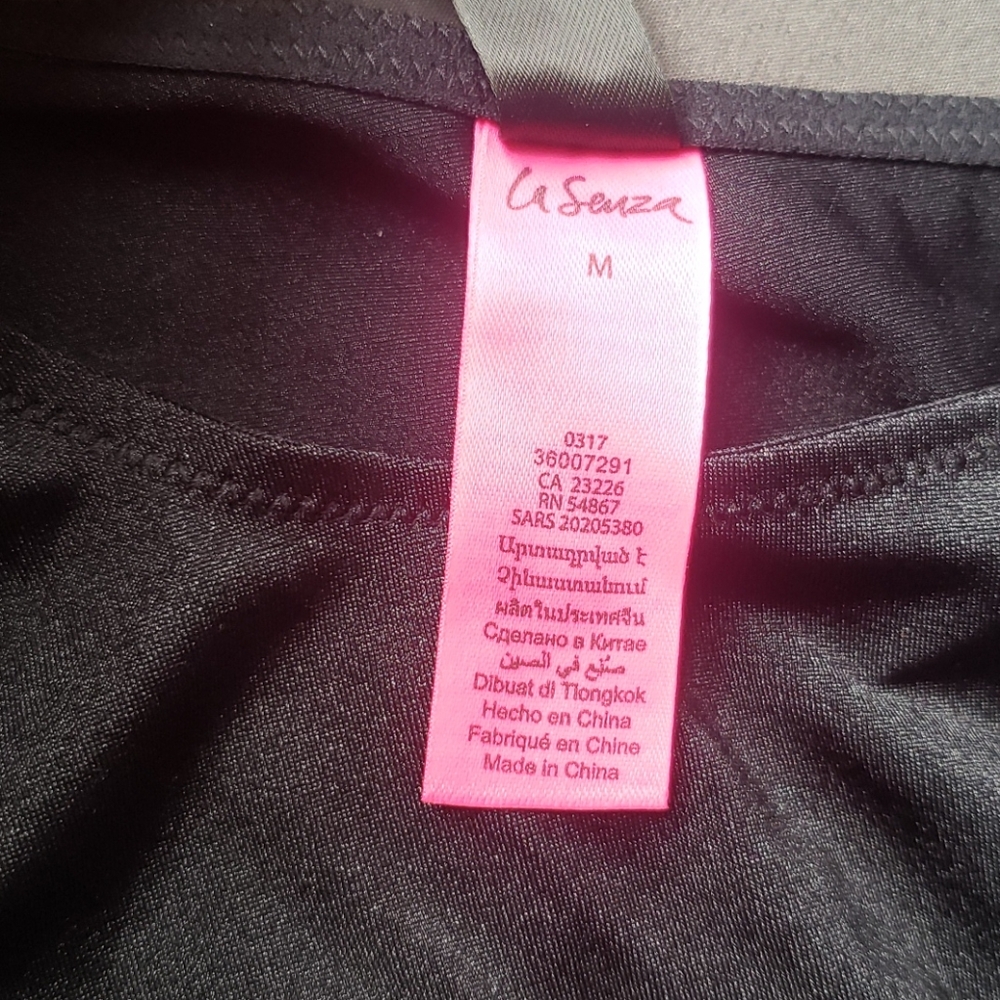 La Senza
M
0317
36007291
CA 23226
RN 54867
SARS 20205380
Արտադրված է
Չինաստանում
ผลิตในประเทศจีน
Сделано в Китае
صنع في الصين
Dibuat di Tiongkok
Hecho en China
Fabriqué en Chine
Made in China